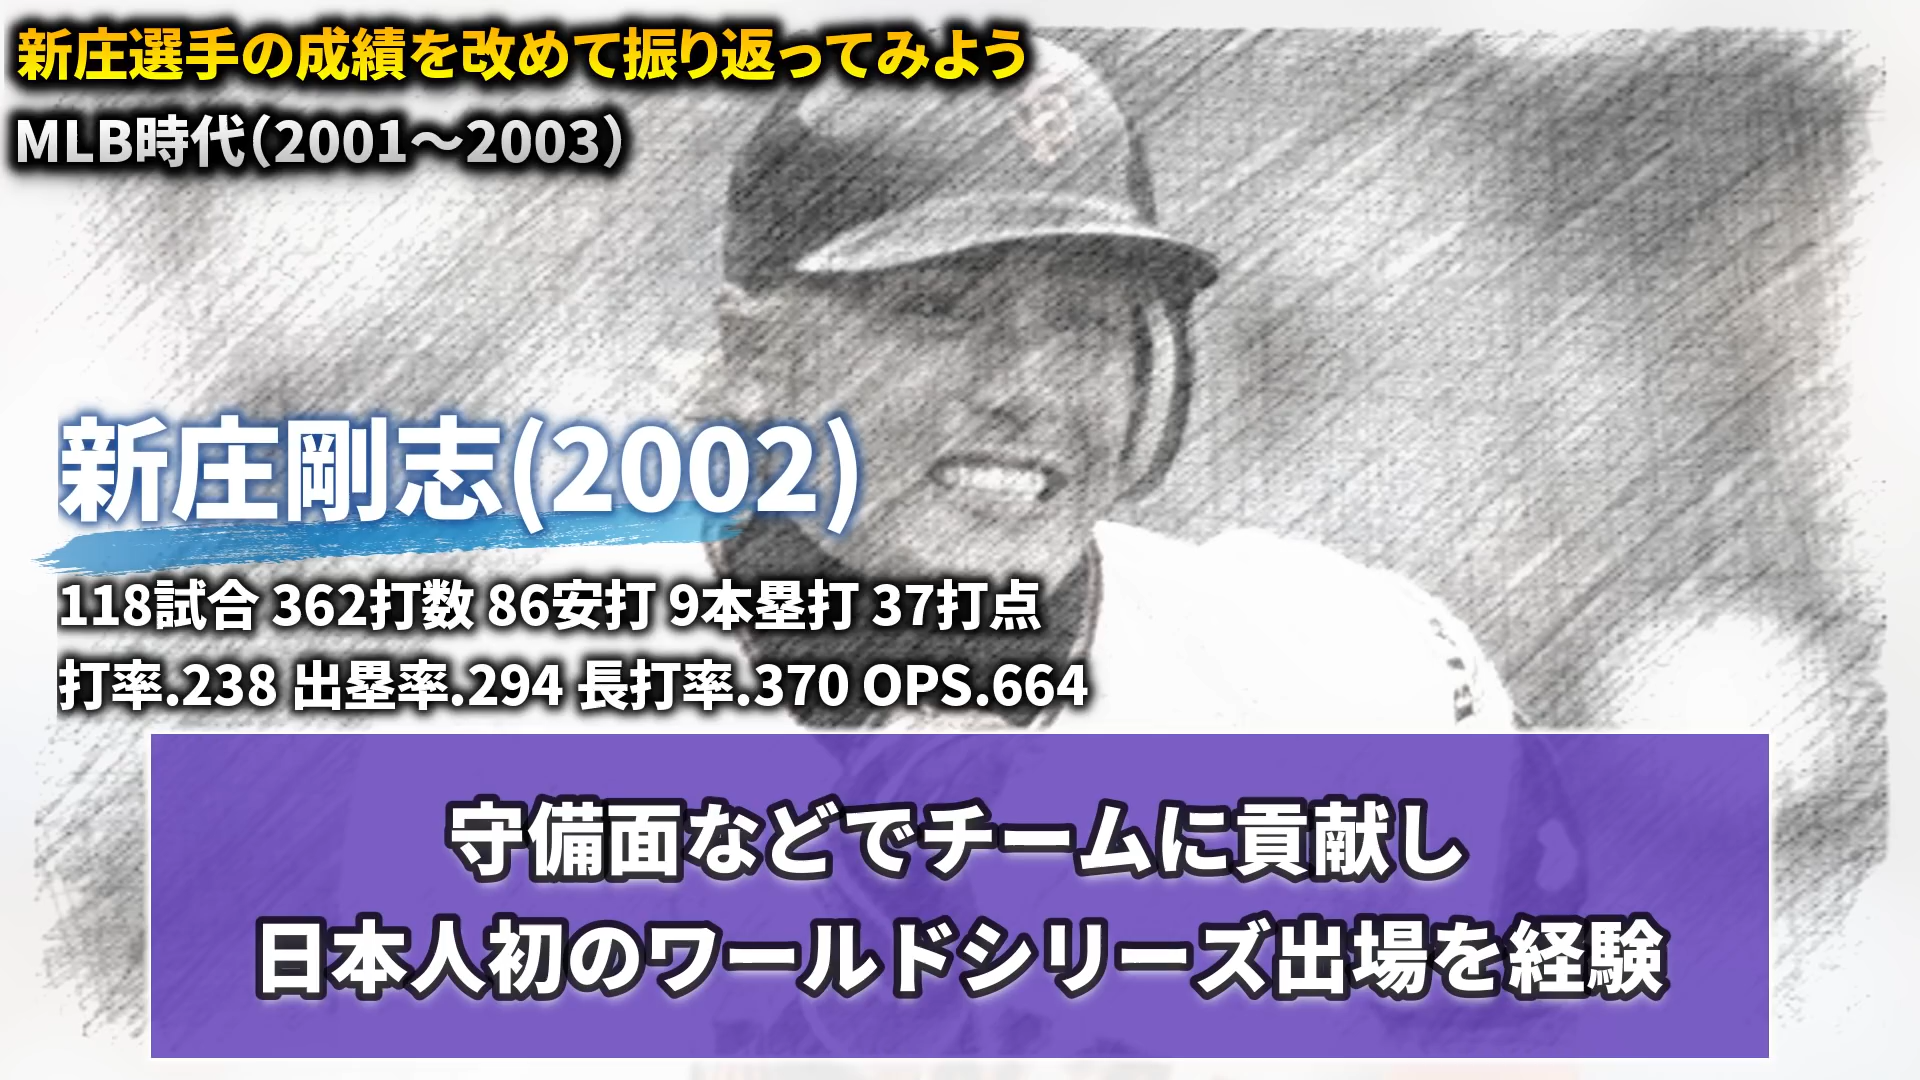 新庄選手の成績を改めて振り返ってみよう
MLB時代（2001～2003）
新庄剛志(2002)
118試合 362打数 86安打 9本塁打 37打点
打率.238 出塁率.294 長打率.370 OPS.664
守備面などでチームに貢献し
日本人初のワールドシリーズ出場を経験